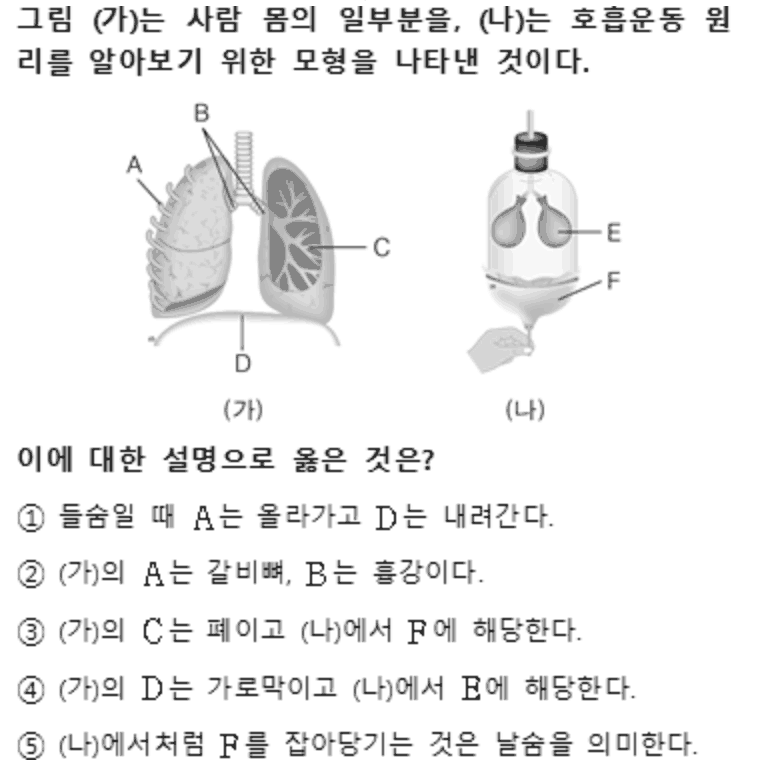 그림 (가)는 사람 몸의 일부분을, (나)는 호흡운동 원
리를 알아보기 위한 모형을 나타낸 것이다.
B
A
C
D
E
F
(가)
(나)
이에 대한 설명으로 옳은 것은?
① 들숨일 때 A는 올라가고 D는 내려간다.
② (가)의 A는 갈비뼈, B는 흉강이다.
③ (가)의 C는 폐이고 (나)에서 F에 해당한다.
④ (가)의 D는 가로막이고 (나)에서 E에 해당한다.
⑤ (나)에서처럼 F를 잡아당기는 것은 날숨을 의미한다.